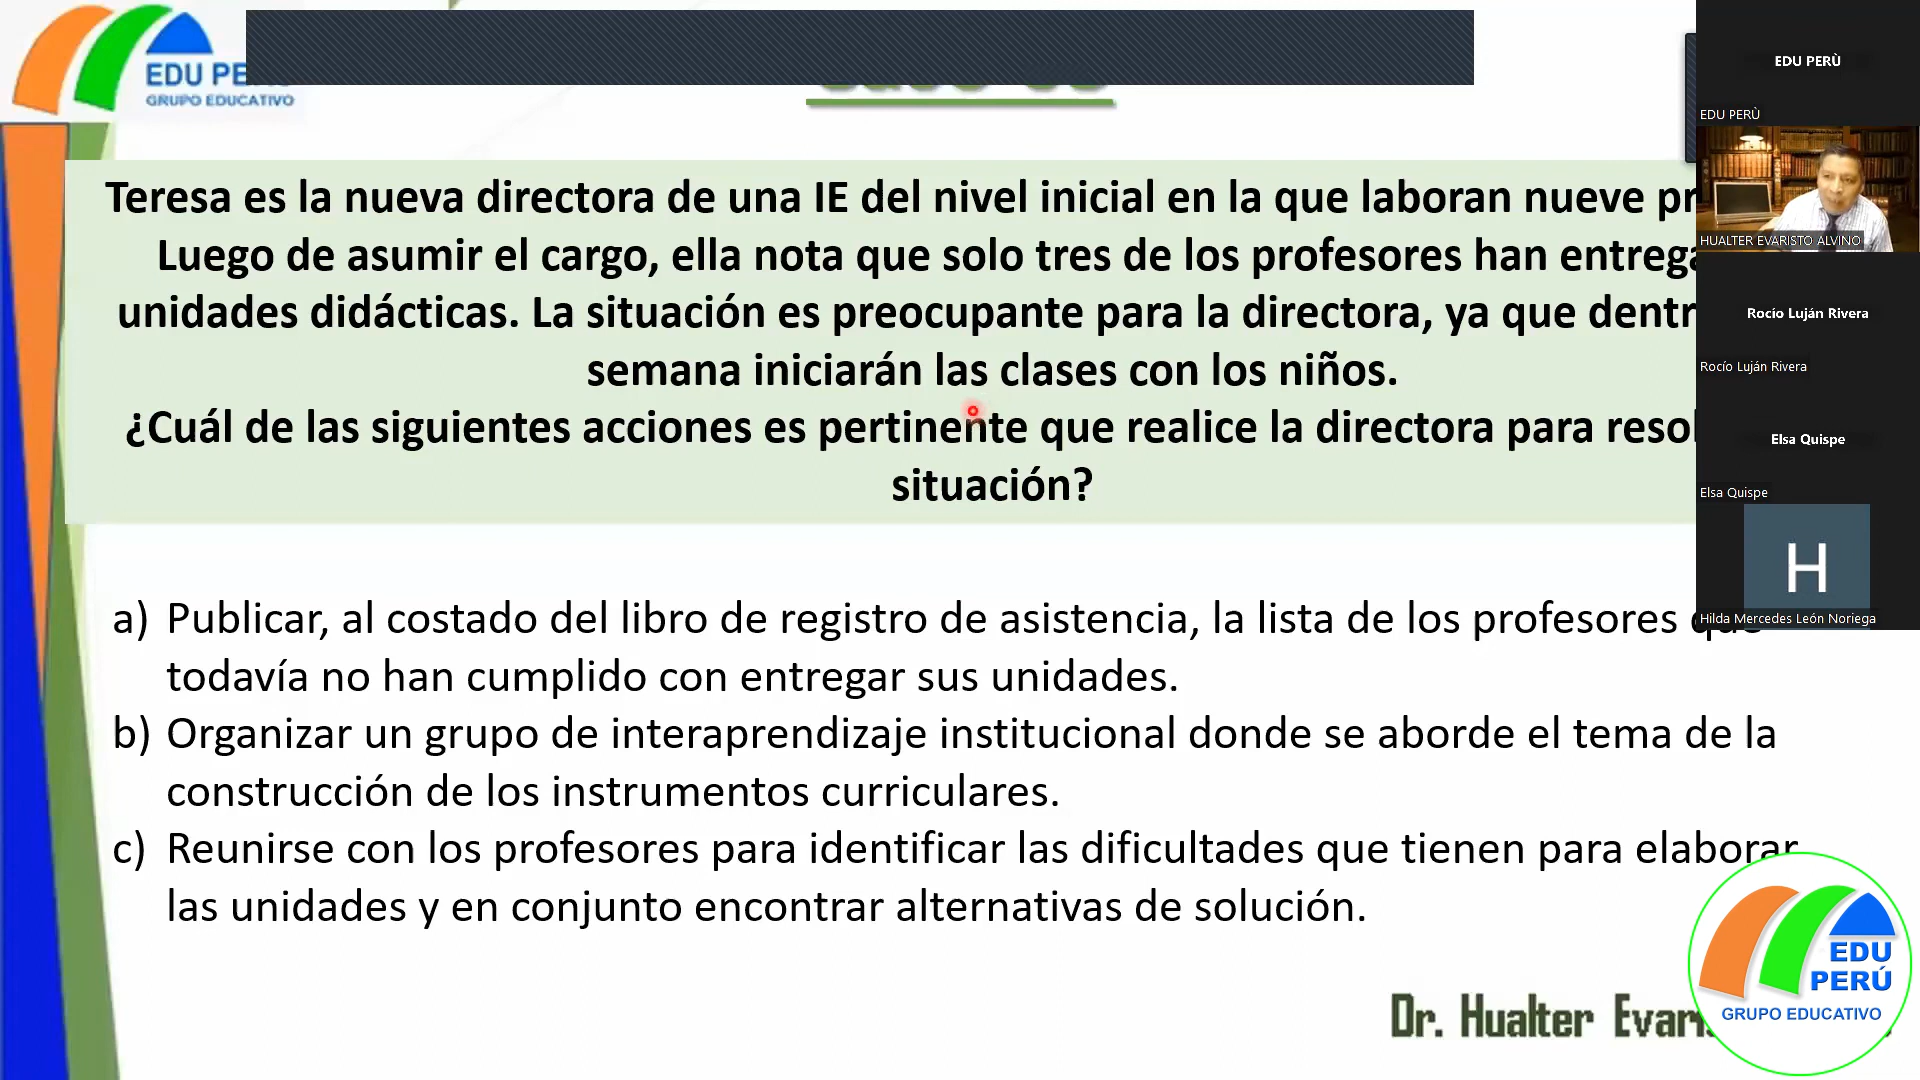 EDU
GRUPO EDUCATIVO
Teresa es la nueva directora de una IE del nivel inicial en la que laboran nueve
Luego de asumir el cargo, ella nota que solo tres de los profesores han
unidades didácticas. La situación es preocupante para la directora, ya que
semana iniciarán las clases con los niños.
¿Cuál de las siguientes acciones es pertinente que realice la directora para
situación?
a) Publicar, al costado del libro de registro de asistencia, la lista de los profesores
todavía no han cumplido con entregar sus unidades.
b) Organizar un grupo de interaprendizaje institucional donde se aborde el tema de la
construcción de los instrumentos curriculares.
c) Reunirse con los profesores para identificar las dificultades que tienen para elaborar
las unidades y en conjunto encontrar alternativas de solución.
Dr. Hualter
EDU
PERÚ
GRUPO EDUCATIVO
EDU PERÙ
EDU PERÙ
HUALTER EVARISTO ALVINO
Rocío Luján Rivera
Rocío Luján Rivera
Elsa Quispe
Elsa Quispe
H
Hilda Mercedes León Noriega